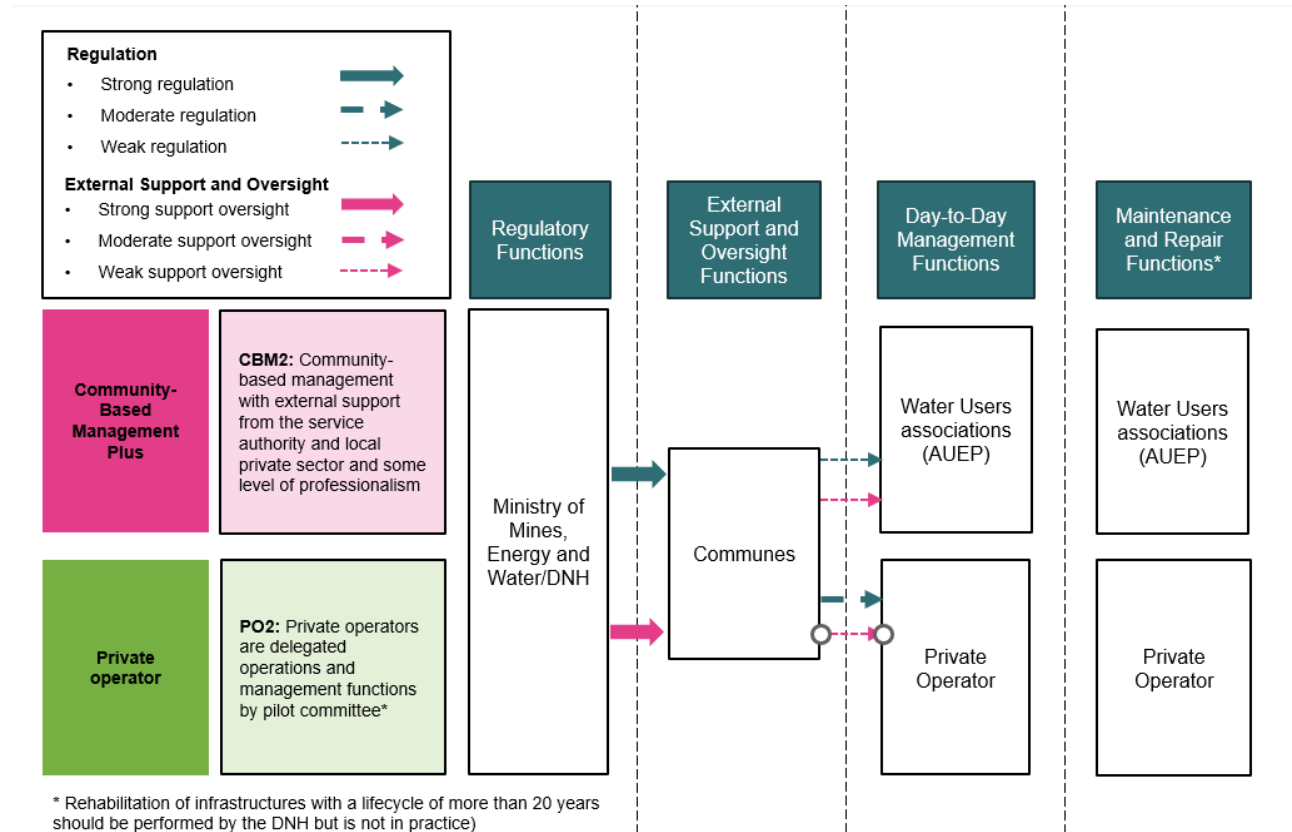 Regulation
• Strong regulation
• Moderate regulation
• Weak regulation
External Support and Oversight
• Strong support oversight
• Moderate support oversight
• Weak support oversight
Regulatory
Functions
External
Support and
Oversight
Functions
Day-to-Day
Management
Functions
Maintenance
and Repair
Functions*
Community-
Based
Management
Plus
CBM2: Community-
based management
with external support
from the service
authority and local
private sector and some
level of professionalism
Ministry of
Mines,
Energy and
Water/DNH
Communes
Water Users
associations
(AUEP)
Water Users
associations
(AUEP)
Private
operator
PO2: Private operators
are delegated
operations and
management functions
by pilot committee*
Private
Operator
Private
Operator
* Rehabilitation of infrastructures with a lifecycle of more than 20 years
should be performed by the DNH but is not in practice)